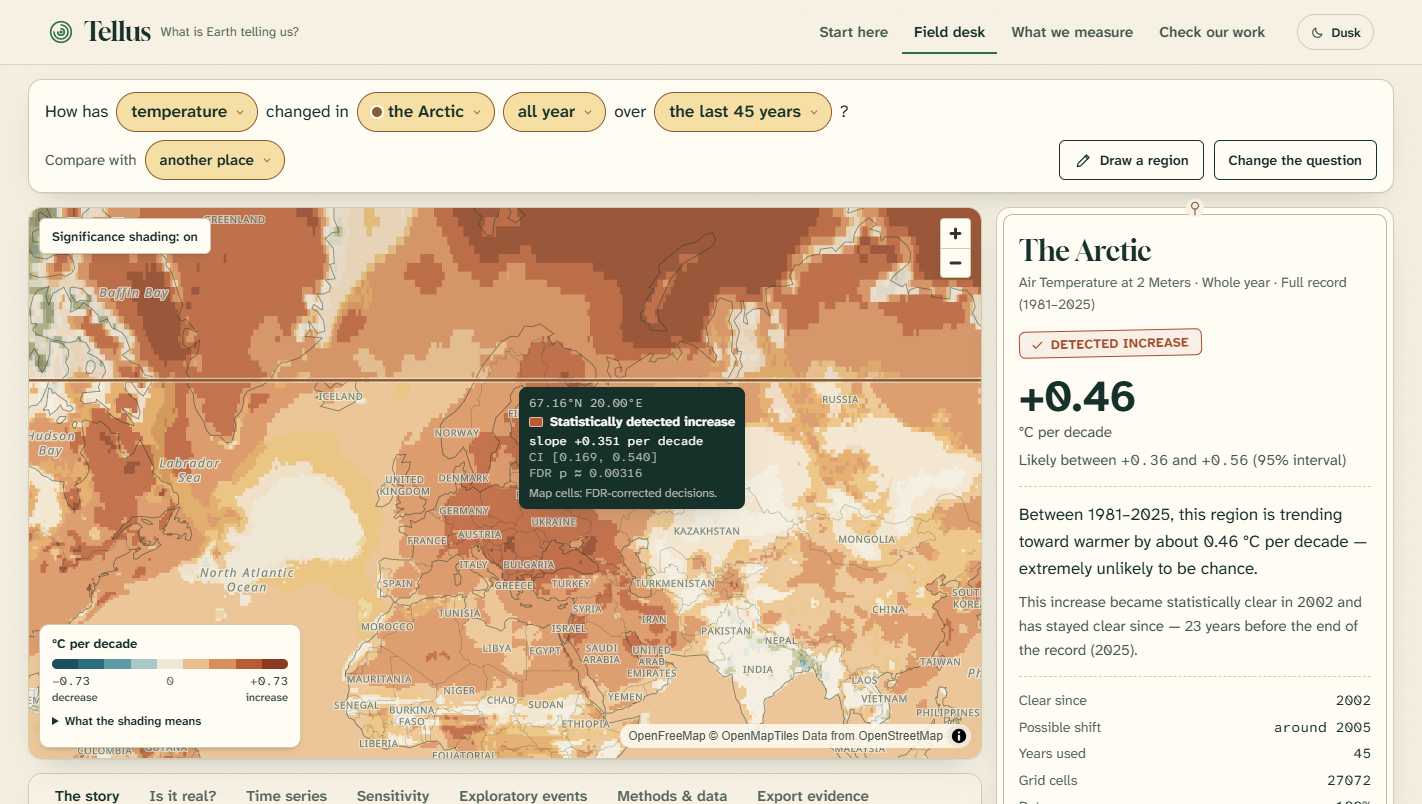 Tellus What is Earth telling us?
Start here Field desk What we measure Check our work Dusk
How has temperature changed in the Arctic all year over the last 45 years ?
Compare with another place
Draw a region Change the question
Significance shading: on
GREENLAND
+
−
Baffin Bay
ICELAND
RUSSIA
67.16°N 20.00°E
Statistically detected increase
slope +0.351 per decade
CI [0.169, 0.540]
FDR p ≈ 0.00316
Map cells: FDR-corrected decisions.
NORWAY
Hudson
Bay
Labrador
Sea
UNITED
KINGDOM
DENMARK
GERMANY
UKRAINE
FRANCE
AUSTRIA
KAZAKHSTAN
MONGOLIA
ITALY
BULGARIA
North Atlantic
Ocean
SPAIN
GREECE
TURKEY
TURKMENISTAN
SOUTH
KOREA
TUNISIA
SYRIA
CHINA
MOROCCO
ISRAEL
IRAN
PAKISTAN
NEPAL
LIBYA
EGYPT
SAUDI
ARABIA
UNITED
ARAB
EMIRATES
INDIA
TAIWAN
MAURITANIA
LAOS
NIGER
CHAD
SUDAN
YEMEN
VIETNAM
SENEGAL
BURKINA
FASO
PHILIPPINES
ETHIOPIA
LIBERIA
EQUATORIAL
MALAYSIA
COLOMBIA
GUYANA
°C per decade
−0.73 0 +0.73
decrease increase
What the shading means
OpenFreeMap © OpenMapTiles Data from OpenStreetMap
The story Is it real? Time series Sensitivity Exploratory events Methods & data Export evidence
The Arctic
Air Temperature at 2 Meters · Whole year · Full record
(1981–2025)
DETECTED INCREASE
+0.46
°C per decade
Likely between +0.36 and +0.56 (95% interval)
Between 1981–2025, this region is trending
toward warmer by about 0.46 °C per decade —
extremely unlikely to be chance.
This increase became statistically clear in 2002 and
has stayed clear since — 23 years before the end of
the record (2025).
Clear since 2002
Possible shift around 2005
Years used 45
Grid cells 27072